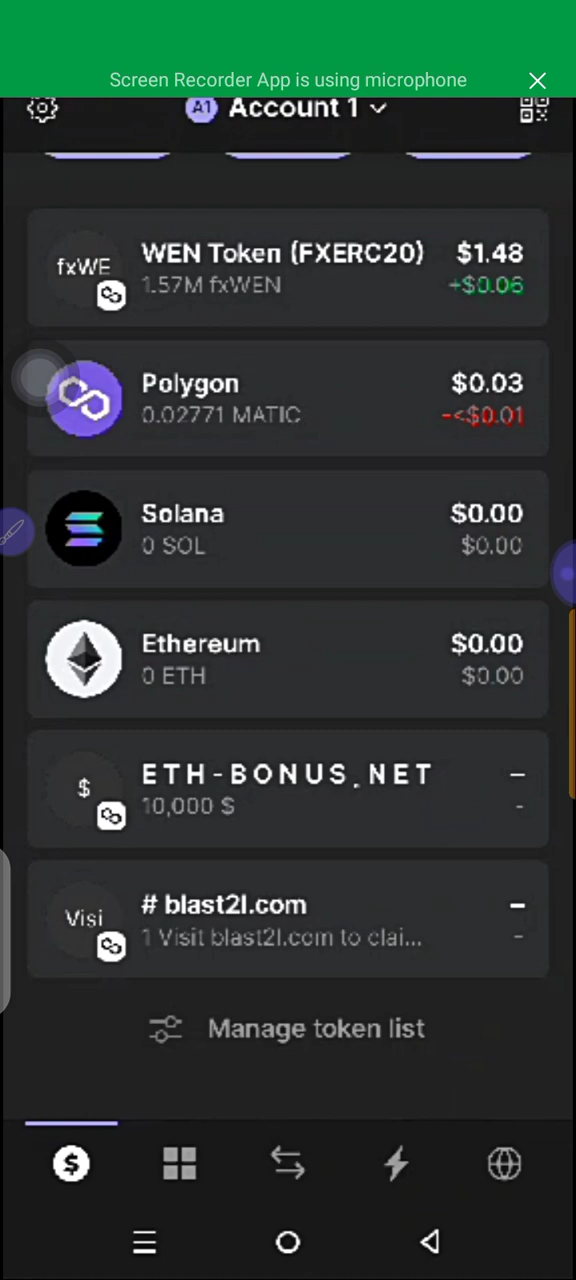 Screen Recorder App is using microphone
A1 Account 1
fxWE
WEN Token (FXERC20) $1.48
1.57M fxWEN +$0.06
Polygon $0.03
0.02771 MATIC -<$0.01
Solana $0.00
0 SOL $0.00
Ethereum $0.00
0 ETH $0.00
$
ETH-BONUS.NET –
10,000 $ -
Visi
# blast2l.com –
1 Visit blast2l.com to clai... -
Manage token list